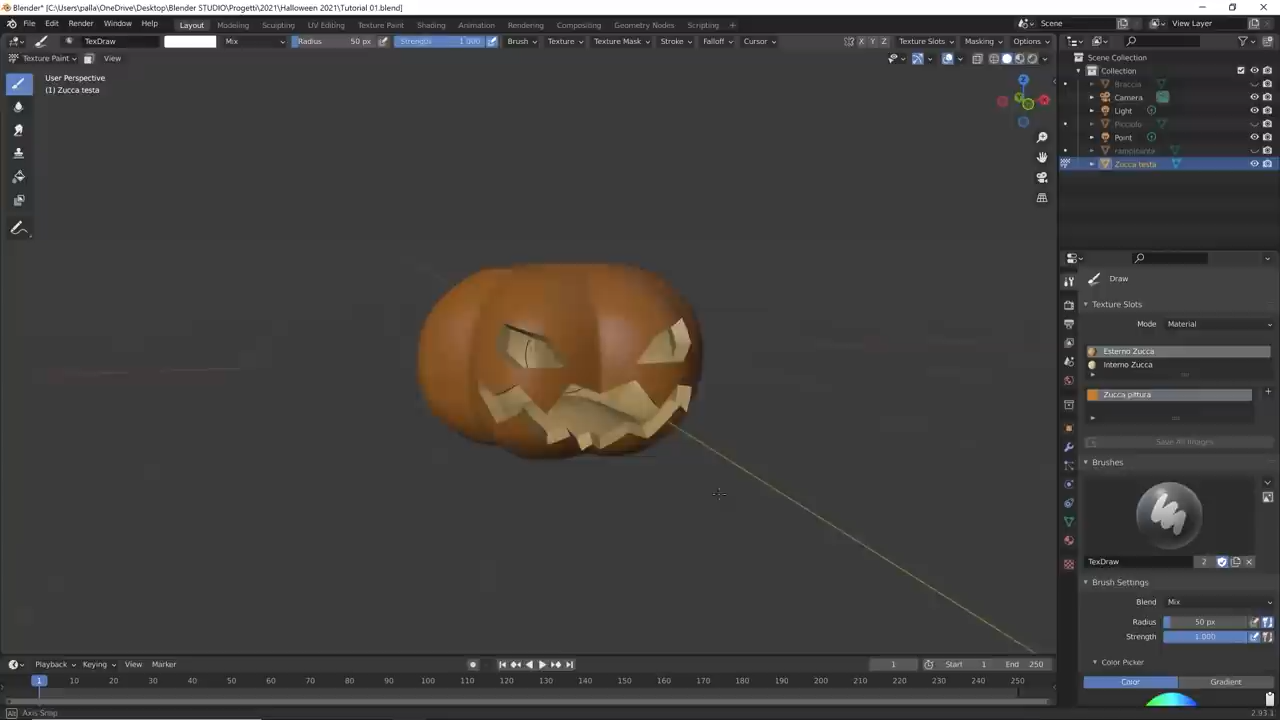 Blender* [C:\Users\palla\OneDrive\Desktop\Blender STUDIO\Progetti\2021\Halloween 2021\Tutorial 01.blend]
File Edit Render Window Help Layout Modeling Sculpting UV Editing Texture Paint Shading Animation Rendering Compositing Geometry Nodes Scripting + Scene View Layer
TexDraw Mix Radius 50 px Strength 1.000 Brush Texture Texture Mask Stroke Falloff Cursor X Y Z Texture Slots Masking Options
Texture Paint View
User Perspective
(1) Zucca testa
Scene Collection
Collection
Braccia
Camera
Light
Picciolo
Point
rampicante
Zucca testa
Draw
Texture Slots
Mode Material
Esterno Zucca
Interno Zucca
Zucca pittura
Save All Images
Brushes
TexDraw 2
Brush Settings
Blend Mix
Radius 50 px
Strength 1.000
Color Picker
Color Gradient
Playback Keying View Marker 1 Start 1 End 250
1 10 20 30 40 50 60 70 80 90 100 110 120 130 140 150 160 170 180 190 200 210 220 230 240 250
Axis Snap 2.93.1